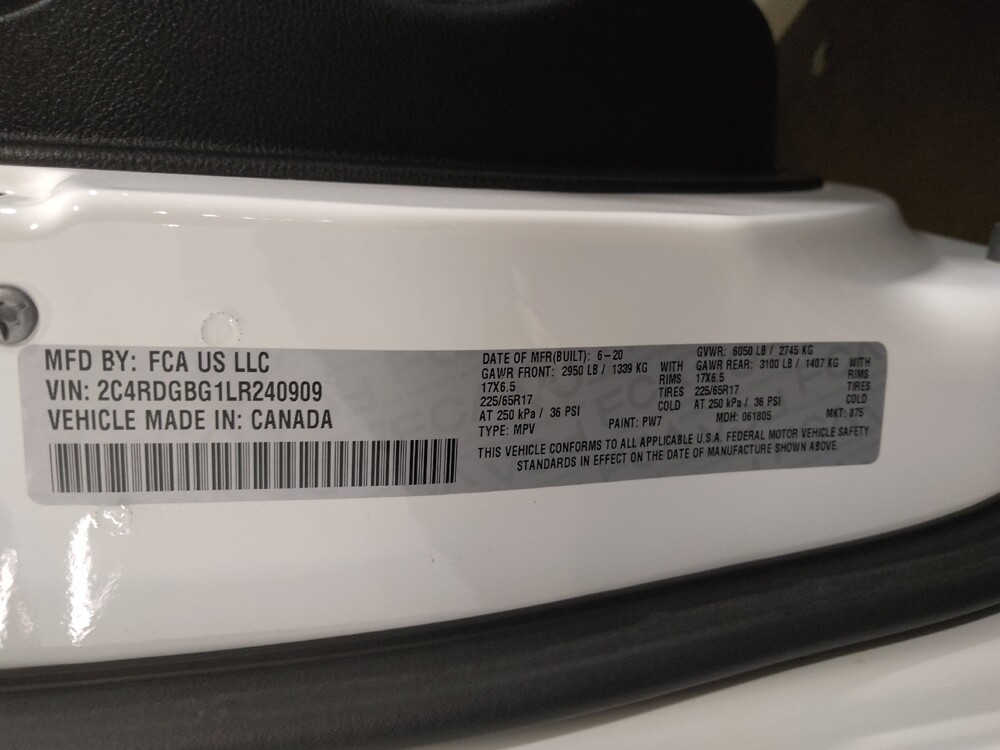 MFD BY: FCA US LLC
VIN: 2C4RDGBG1LR240909
VEHICLE MADE IN: CANADA
DATE OF MFR(BUILT): 6-20
GVWR: 6050 LB / 2745 KG
GAWR FRONT: 2950 LB / 1339 KG WITH
17X6.5 RIMS
225/65R17 TIRES
AT 250 kPa / 36 PSI COLD
GAWR REAR: 3100 LB / 1407 KG WITH
17X6.5 RIMS
225/65R17 TIRES
AT 250 kPa / 36 PSI COLD
TYPE: MPV PAINT: PW7 MDH: 061805 MKT: 875
THIS VEHICLE CONFORMS TO ALL APPLICABLE U.S.A. FEDERAL MOTOR VEHICLE SAFETY
STANDARDS IN EFFECT ON THE DATE OF MANUFACTURE SHOWN ABOVE.